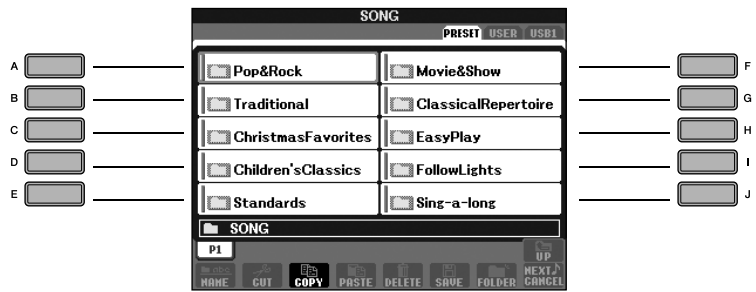 SONG
PRESET USER USB1
A Pop&Rock Movie&Show F
B Traditional ClassicalRepertoire G
C ChristmasFavorites EasyPlay H
D Children'sClassics FollowLights I
E Standards Sing-a-long J
SONG
P1 UP
NAME CUT COPY PASTE DELETE SAVE FOLDER NEXT
CANCEL